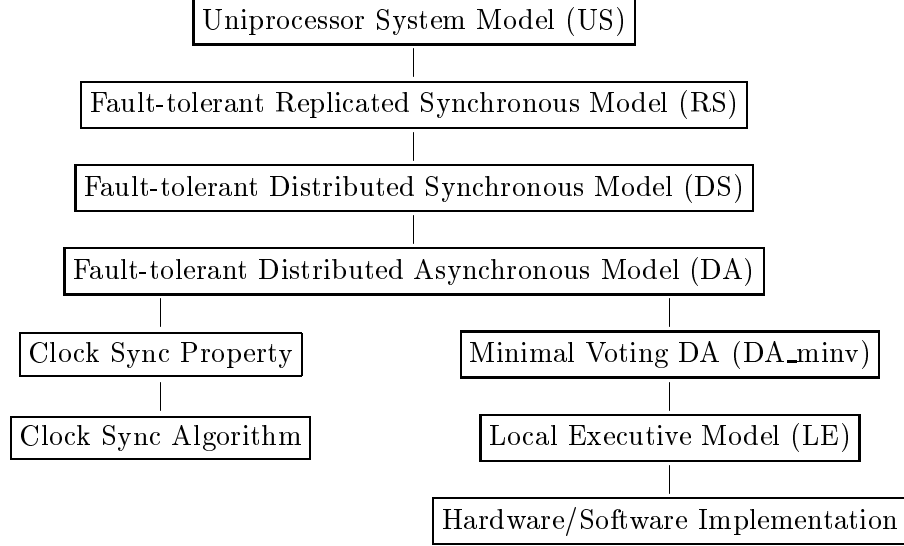 Uniprocessor System Model (US)
Fault-tolerant Replicated Synchronous Model (RS)
Fault-tolerant Distributed Synchronous Model (DS)
Fault-tolerant Distributed Asynchronous Model (DA)
Clock Sync Property
Minimal Voting DA (DA_minv)
Clock Sync Algorithm
Local Executive Model (LE)
Hardware/Software Implementation